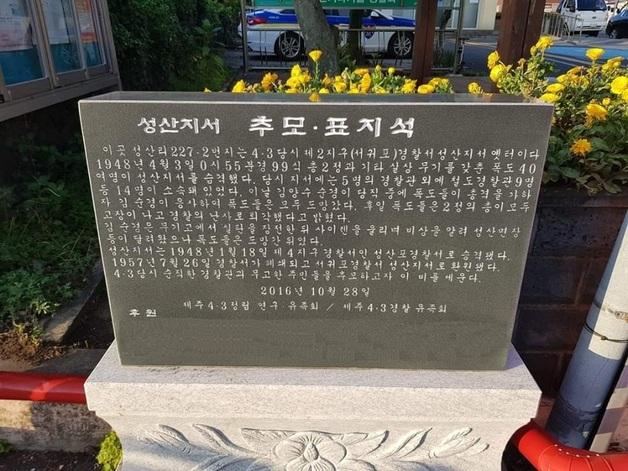 성산지서 추모·표지석
이곳 성산리 227-2번지는 4·3당시 제2지구(서귀포)경찰서 성산지서 옛터이다
1948년 4월 3일 0시 55분경 99식 총 2정과 기타 실상 무기를 갖춘 폭도 40
여명이 성산지서를 습격했다. 당시 지서에는 5명의 경찰관 외에 철도경찰관 9명
등 14명이 소속돼 있었다. 이날 김양수 순경이 당직 중에 폭도들이 습격을 가하
자 김 순경이 응사하여 폭도들은 모두 도망갔다. 후일 폭도들은 2정의 총이 모두
고장이 나고 경찰의 난사로 퇴각했다고 밝혔다.
김 순경은 무기고에서 실탄을 장전한 뒤 사이렌을 울리며 비상을 알려 성산면장
등이 달려왔으나 폭도들은 도망간 뒤였다.
성산지서는 1948년 1월 18일 제4지구 경찰서인 성산포경찰서로 승격됐다.
1957년 7월 26일 경찰서가 폐쇄되고 서귀포경찰서 성산지서로 환원됐다.
4·3당시 순직한 경찰관과 무고한 주민들을 추모하고자 이 비를 세운다.
2016년 10월 28일
제주4·3정립 연구·유족회 / 제주4·3경찰 유족회
후원